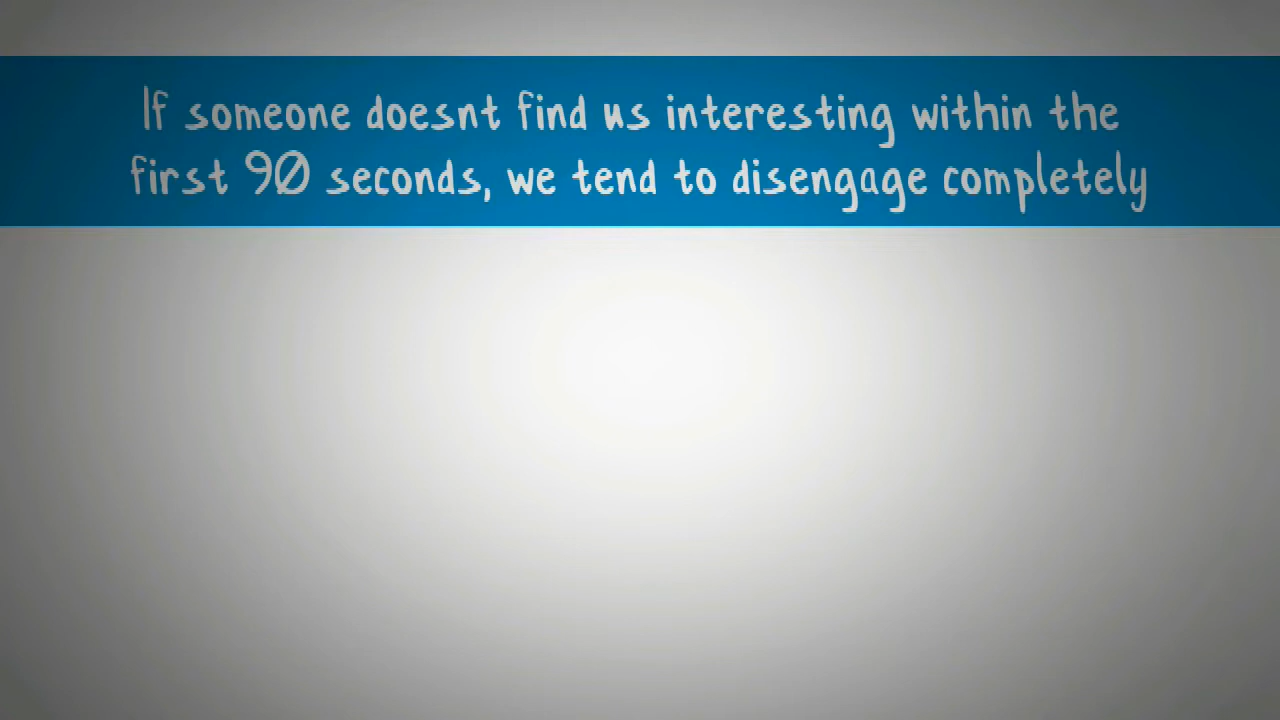 If someone doesnt find us interesting within the
first 90 seconds, we tend to disengage completely